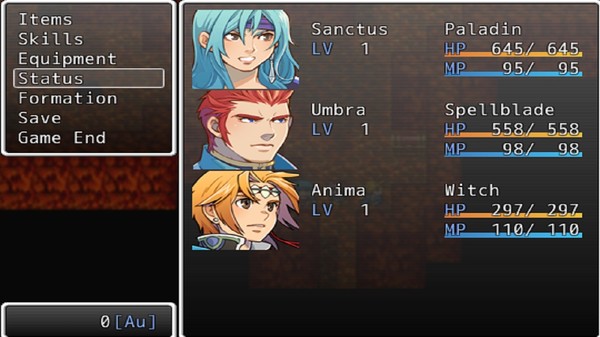 Items
Skills
Equipment
Status
Formation
Save
Game End
0[Au]
Sanctus Paladin
LV 1 HP 645/ 645
MP 95/ 95
Umbra Spellblade
LV 1 HP 558/ 558
MP 98/ 98
Anima Witch
LV 1 HP 297/ 297
MP 110/ 110